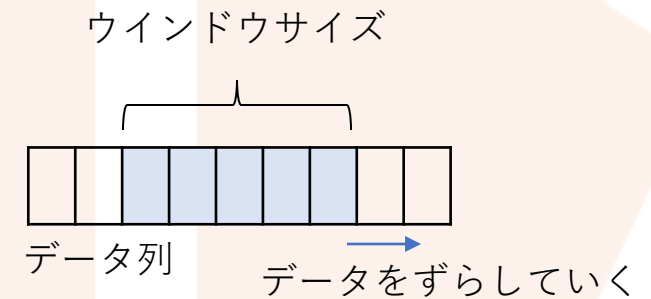 ウインドウサイズ
データ列
データをずらしていく